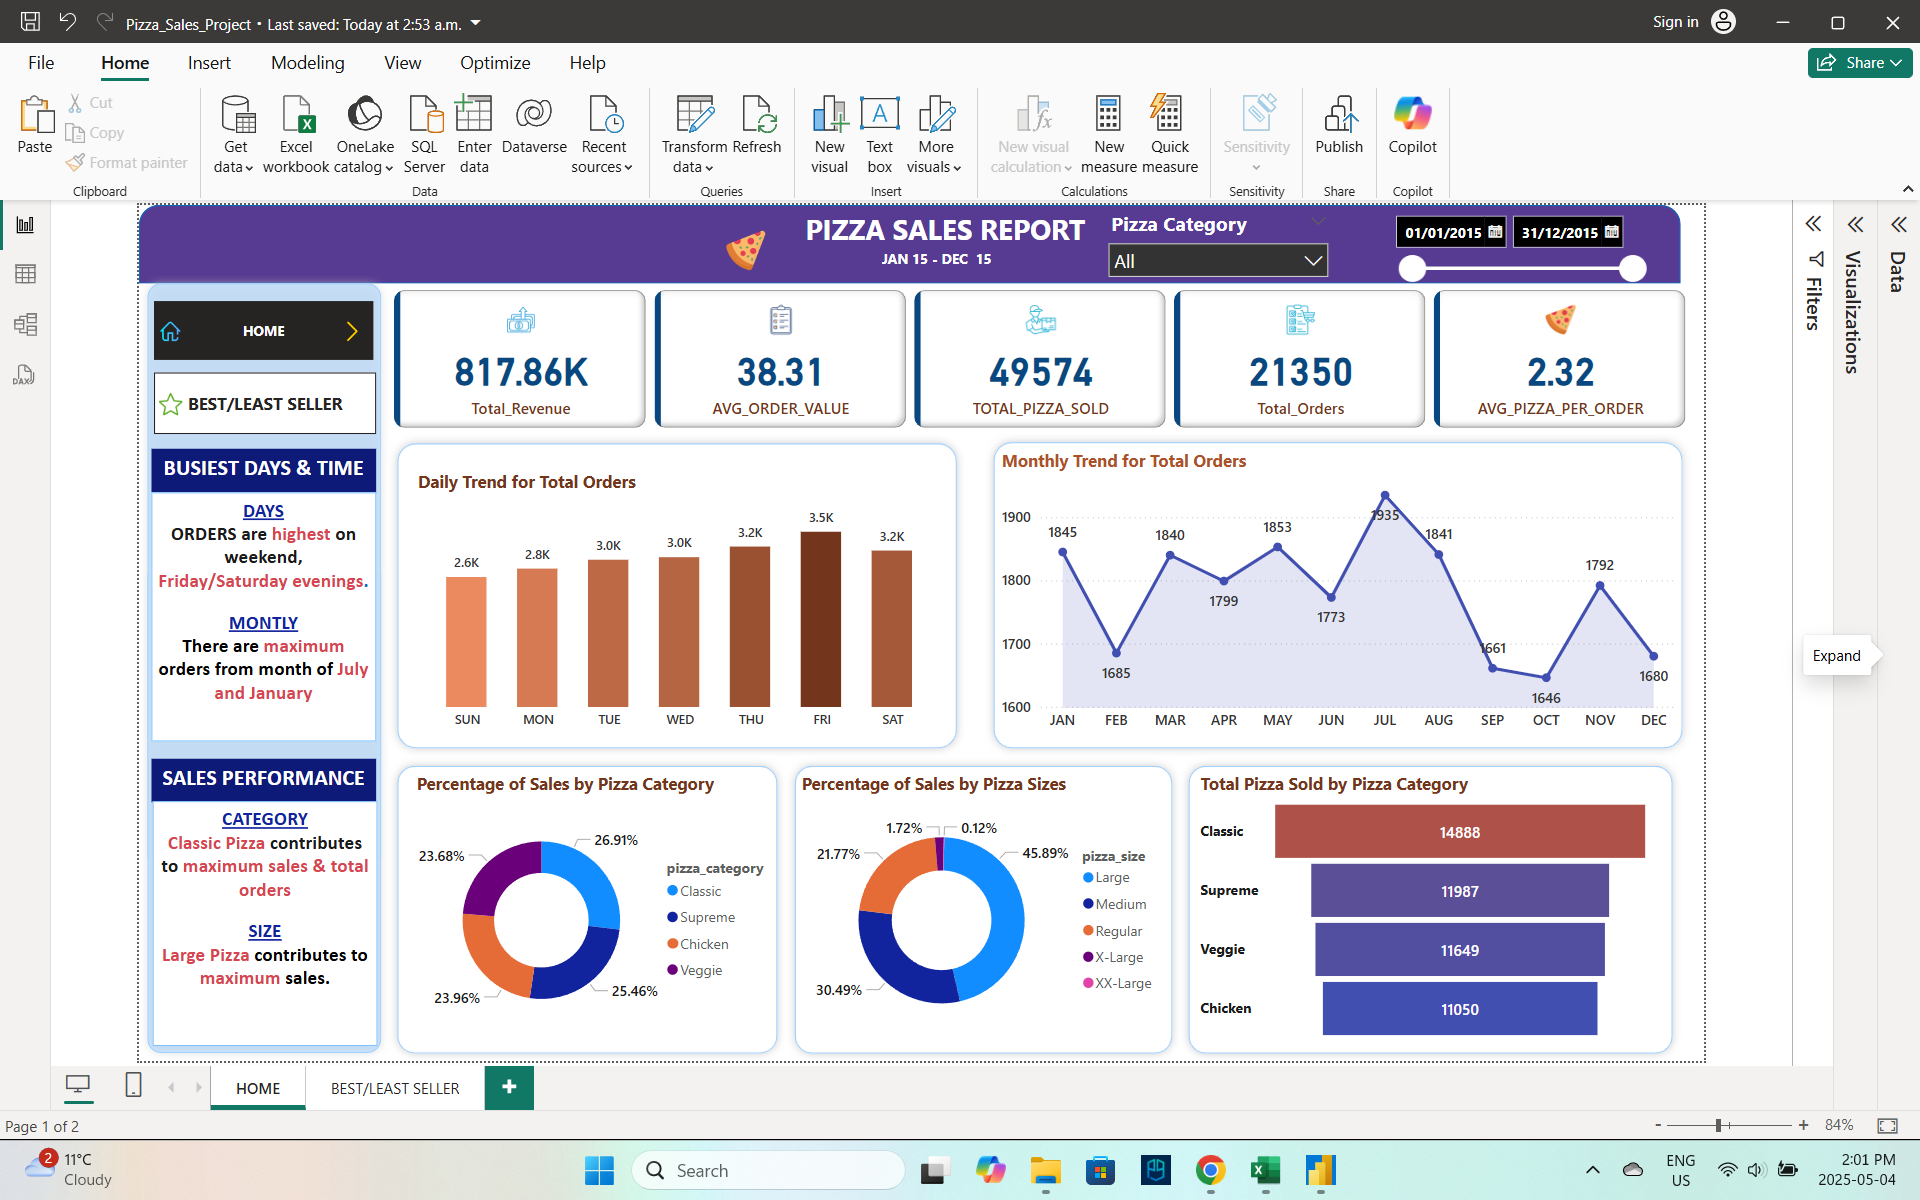 Pizza_Sales_Project • Last saved: Today at 2:53 a.m.
Sign in
File
Home
Insert
Modeling
View
Optimize
Help
Share
Paste
Cut
Copy
Format painter
Clipboard
Get data
Excel workbook
OneLake catalog
SQL Server
Enter data
Dataverse
Recent sources
Data
Transform data
Refresh
Queries
New visual
Text box
More visuals
Insert
New visual calculation
New measure
Quick measure
Calculations
Sensitivity
Sensitivity
Publish
Share
Copilot
Copilot
DAX
PIZZA SALES REPORT
JAN 15 - DEC 15
Pizza Category
All
01/01/2015
31/12/2015
Filters
Visualizations
Data
HOME
BEST/LEAST SELLER
BUSIEST DAYS & TIME
DAYS
ORDERS are highest on
weekend,
Friday/Saturday evenings.
MONTLY
There are maximum
orders from month of July
and January
SALES PERFORMANCE
CATEGORY
Classic Pizza contributes
to maximum sales & total
orders
SIZE
Large Pizza contributes to
maximum sales.
817.86K
Total_Revenue
38.31
AVG_ORDER_VALUE
49574
TOTAL_PIZZA_SOLD
21350
Total_Orders
2.32
AVG_PIZZA_PER_ORDER
Daily Trend for Total Orders
2.6K
2.8K
3.0K
3.0K
3.2K
3.5K
3.2K
SUN
MON
TUE
WED
THU
FRI
SAT
Monthly Trend for Total Orders
1900
1800
1700
1600
1845
1685
1840
1799
1853
1773
1935
1841
1661
1646
1792
1680
JAN
FEB
MAR
APR
MAY
JUN
JUL
AUG
SEP
OCT
NOV
DEC
Expand
Percentage of Sales by Pizza Category
26.91%
23.68%
23.96%
25.46%
pizza_category
Classic
Supreme
Chicken
Veggie
Percentage of Sales by Pizza Sizes
1.72%
0.12%
21.77%
45.89%
30.49%
pizza_size
Large
Medium
Regular
X-Large
XX-Large
Total Pizza Sold by Pizza Category
Classic
14888
Supreme
11987
Veggie
11649
Chicken
11050
HOME
BEST/LEAST SELLER
+
Page 1 of 2
- + 84%
2
11°C
Cloudy
Search
ENG
US
2:01 PM
2025-05-04